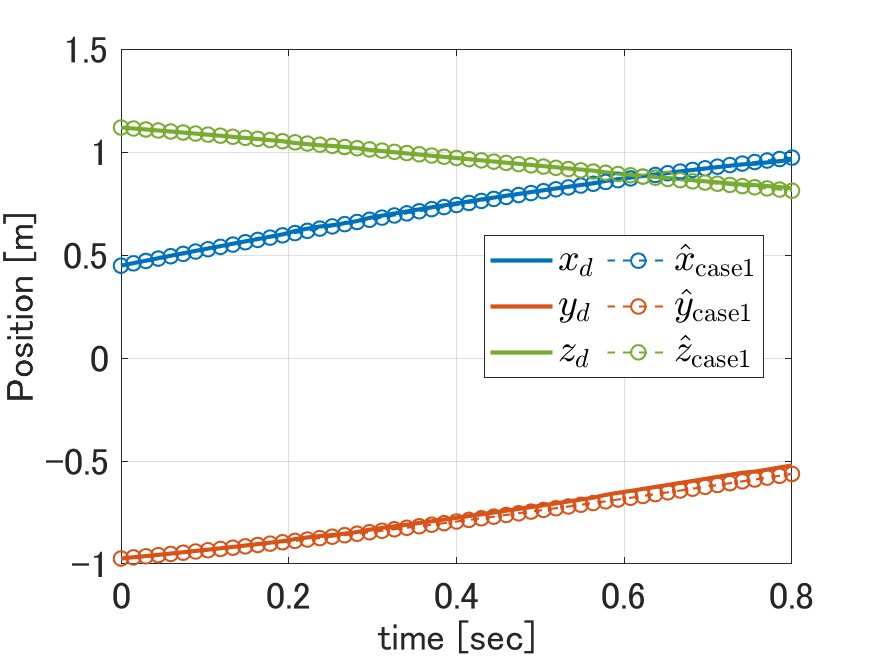 1.5
1
0.5
0
−0.5
−1
Position [m]
0 0.2 0.4 0.6 0.8
time [sec]
x_d x̂_case1
y_d ŷ_case1
z_d ẑ_case1